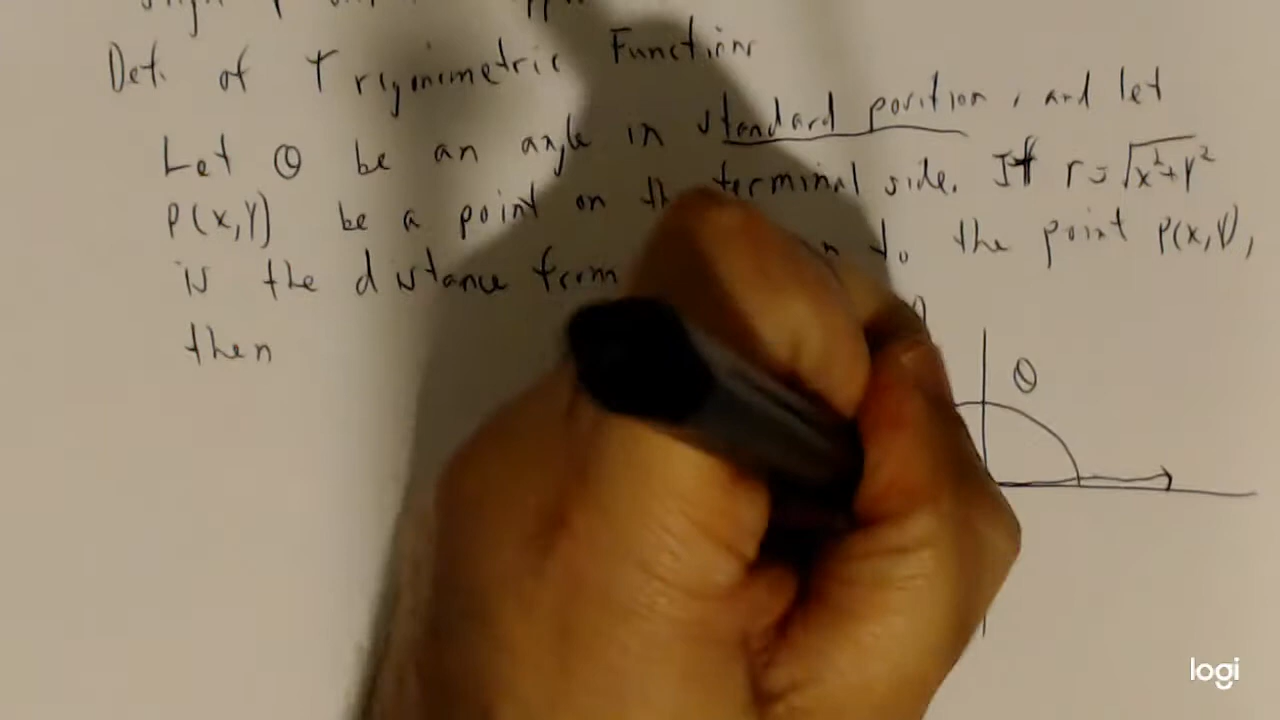 Def. of Trigonometric Functions
Let θ be an angle in standard position, and let
P(x,y) be a point on the terminal side. If r = √x²+y²
is the distance from to the point P(x,y),
then
θ
logi